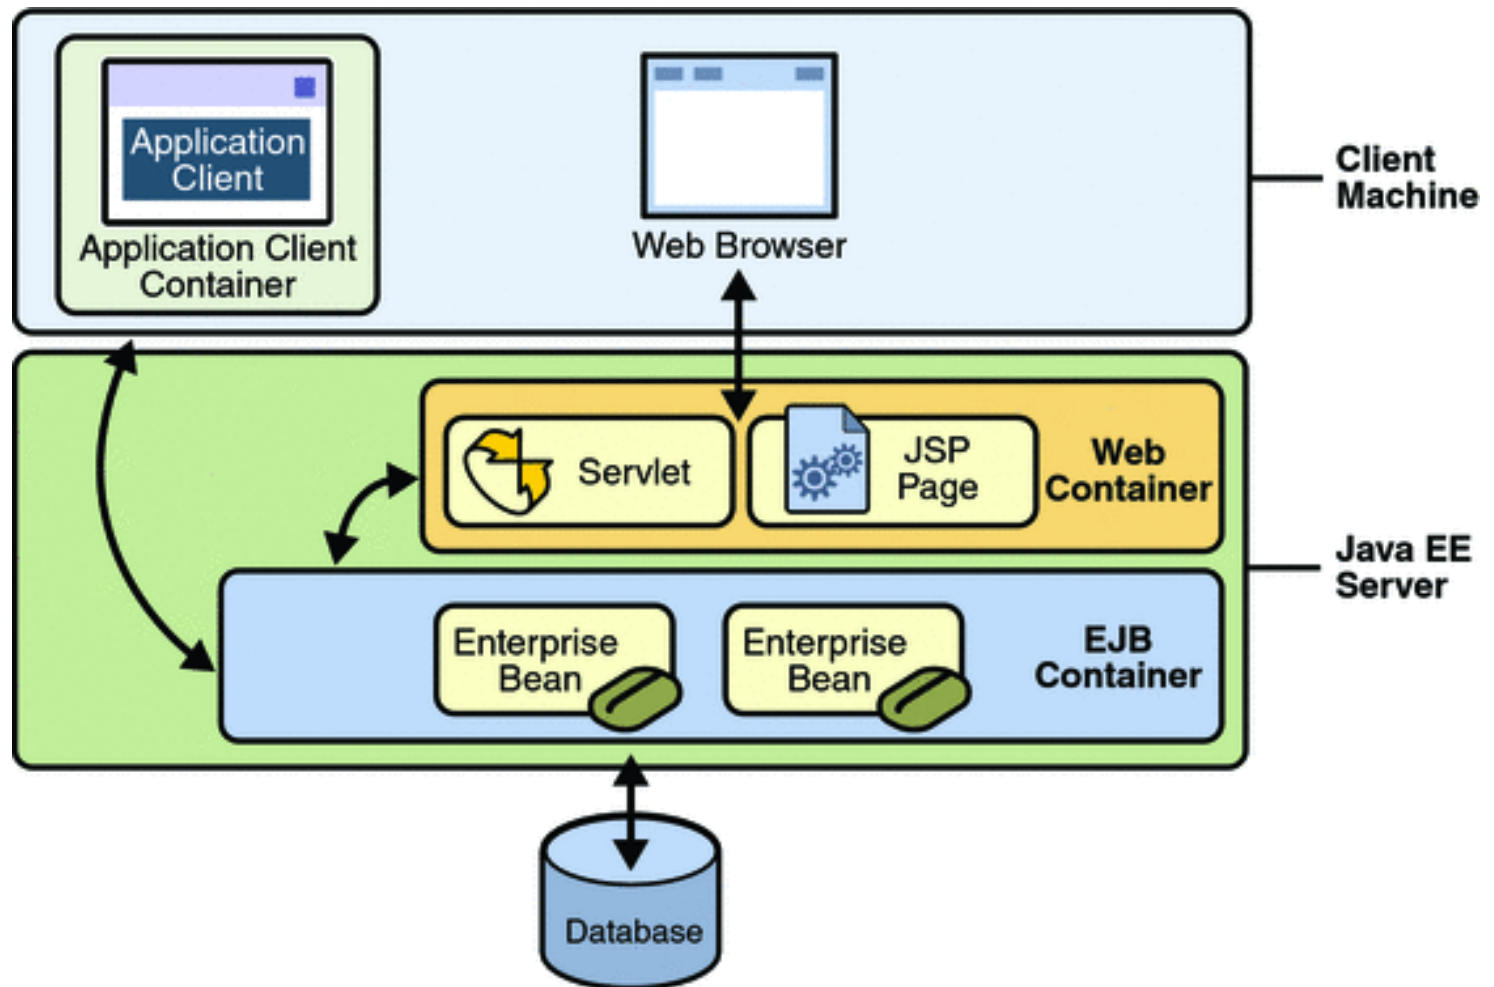 Application
Client
Application Client
Container
Web Browser
Client
Machine
Servlet
JSP
Page
Web
Container
Java EE
Server
Enterprise
Bean
Enterprise
Bean
EJB
Container
Database